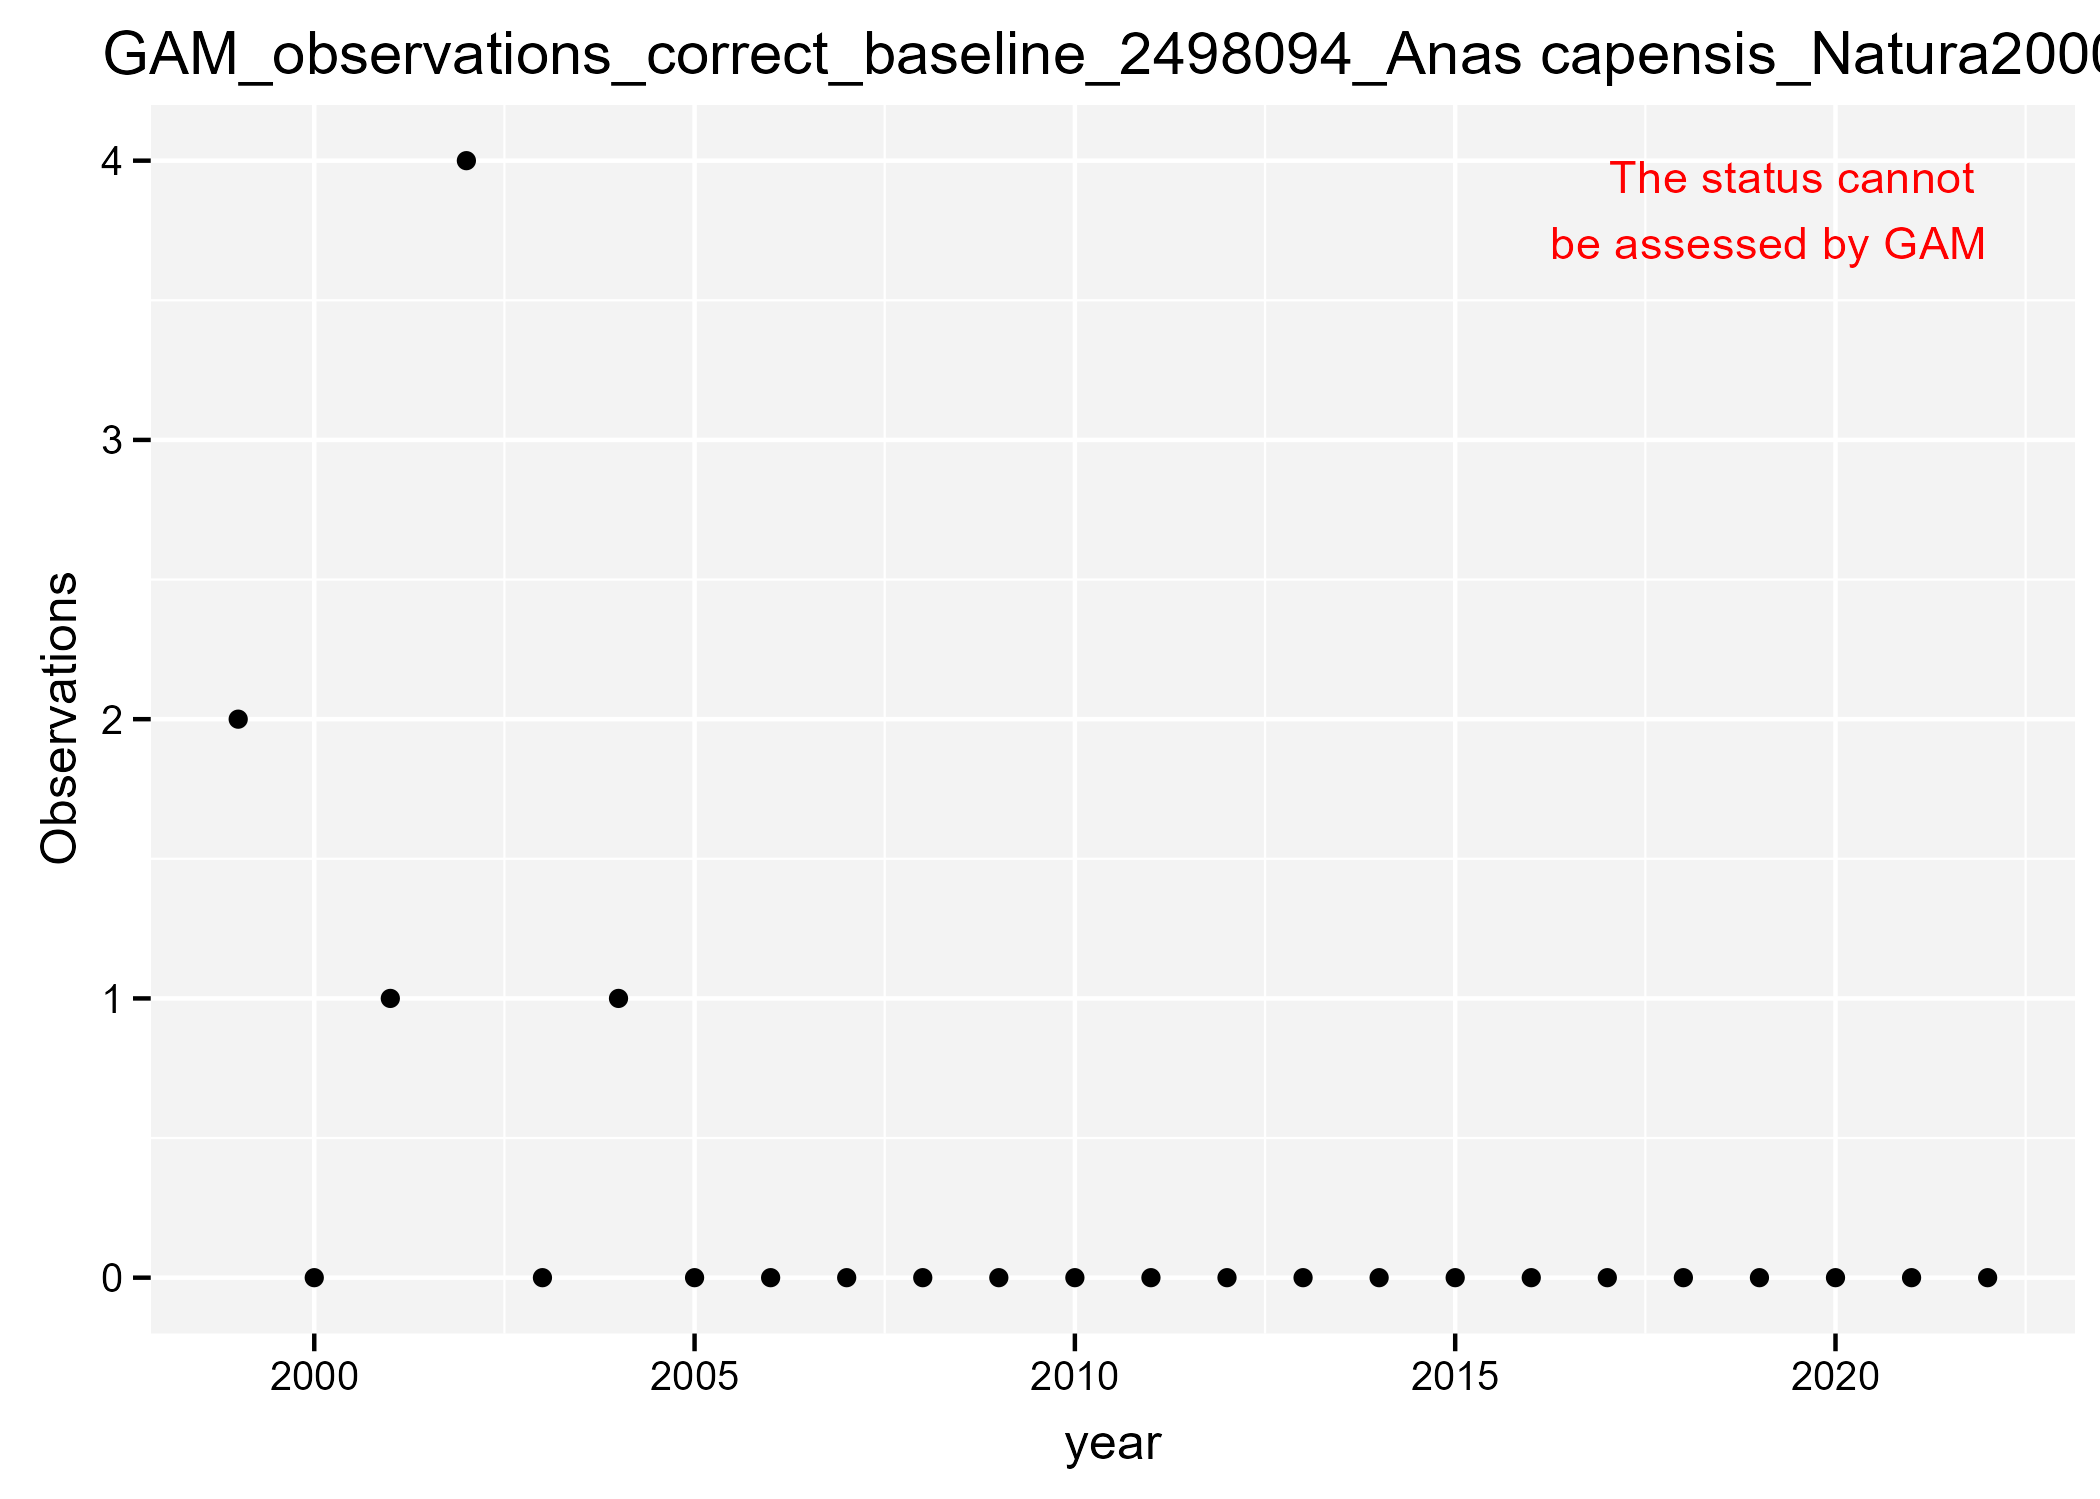 GAM_observations_correct_baseline_2498094_Anas capensis_Natura2000
The status cannot
be assessed by GAM
4
3
2
1
0
Observations
2000 2005 2010 2015 2020
year